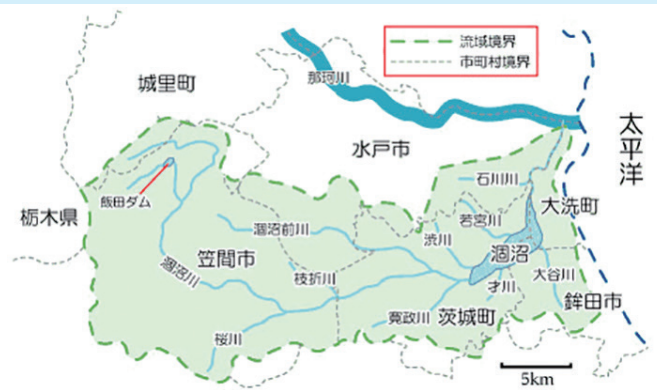 流域境界
市町村境界
那珂川
城里町
水戸市
太平洋
石川川
飯田ダム
栃木県
大洗町
若宮川
涸沼前川
渋川
涸沼
笠間市
涸沼川
枝折川
大谷川
才川
鉾田市
寛政川
茨城町
桜川
5km